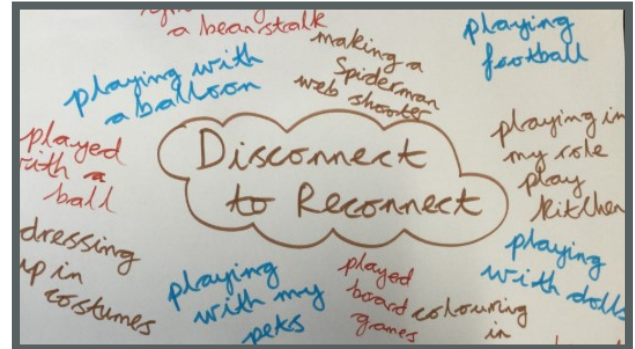 a beanstalk
making a
Spiderman
web shooter
playing
football
playing with
a balloon
played
with a
ball
Disconnect
to Reconnect
playing in
my role
play
kitchen
dressing
up in
costumes
playing
with my
pets
played
board
games
colouring
in
playing
with dolls